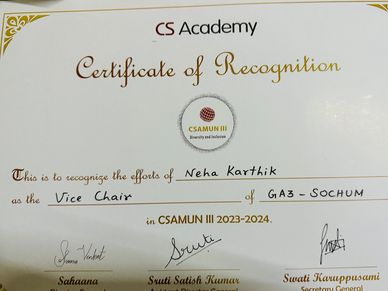 CS Academy
Certificate of Recognition
CSAMUN III
Diversity and Inclusion
This is to recognize the efforts of Neha Karthik
as the Vice Chair of GA3 - SOCHUM
in CSAMUN III 2023-2024.
Sruti
Sahaana Sruti Satish Kumar Swati Karuppusami
Secretary General